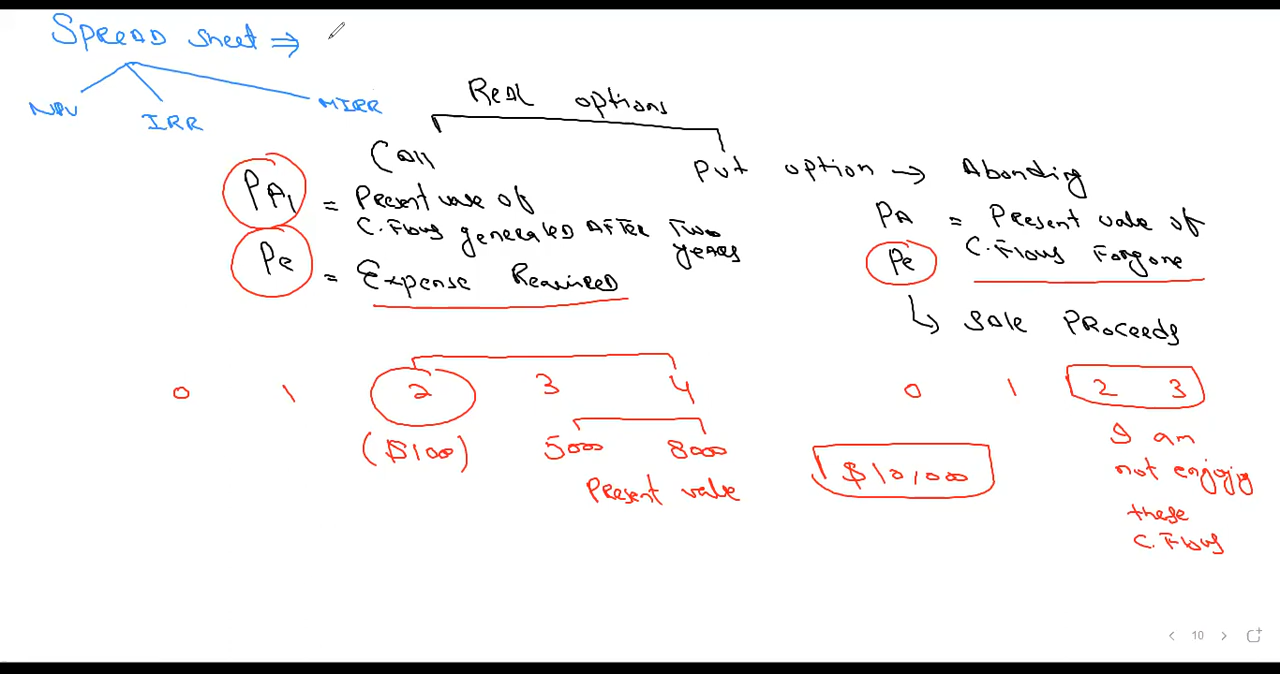 SPREAD sheet ⇒
NPV
IRR
MIRR
Real options
Call
Put option → Abonding
PA1 = Present value of
C. Flows generated AFTER Two
years
Pe = Expense Required
PA = Present value of
C. Flows Forgone
Pe
↳ Sale PRoceeds
0 1 2 3 4
($100) 5000 8000
Present value
0 1 2 3
$10,000
I am
not enjoyig
these
C. Flows
10